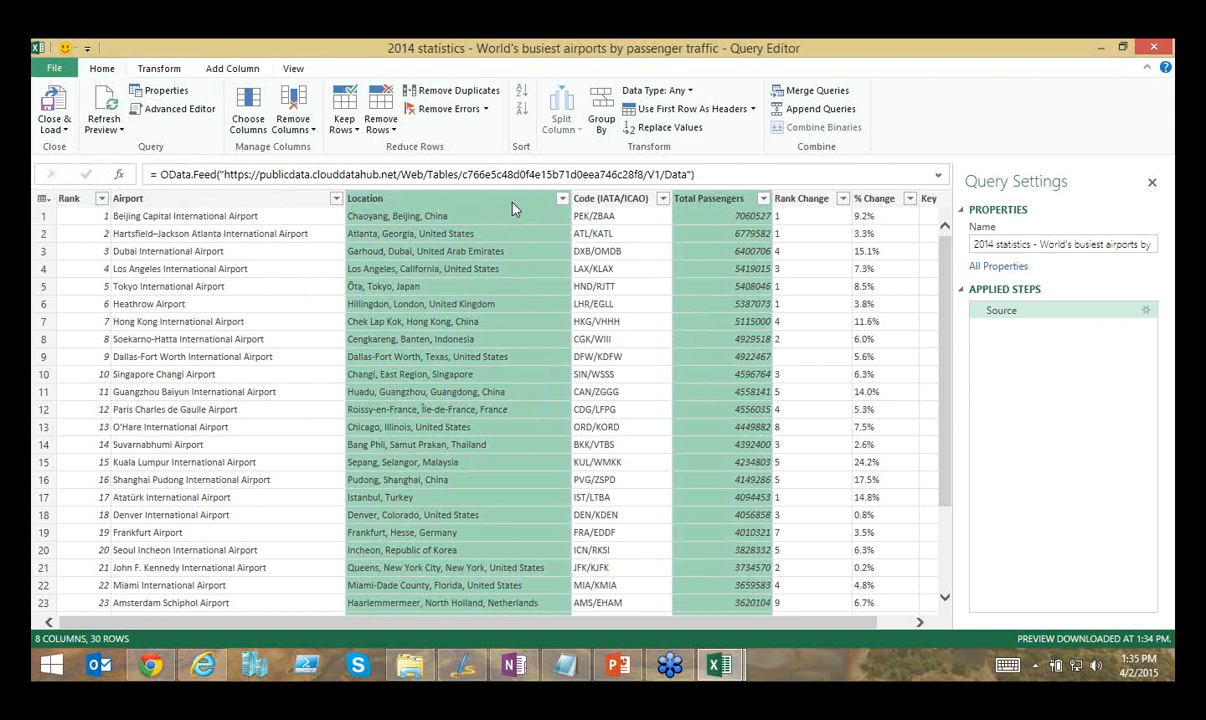 2014 statistics - World's busiest airports by passenger traffic - Query Editor
File Home Transform Add Column View
Close & Load
Refresh Preview
Properties
Advanced Editor
Choose Columns
Remove Columns
Keep Rows
Remove Rows
Remove Duplicates
Remove Errors
Split Column
Group By
Data Type: Any
Use First Row As Headers
Replace Values
Merge Queries
Append Queries
Combine Binaries
Close Query Manage Columns Reduce Rows Sort Transform Combine
fx = OData.Feed("https://publicdata.clouddatahub.net/Web/Tables/c766e5c48d0f4e15b71d0eea746c28f8/V1/Data")
Rank Airport Location Code (IATA/ICAO) Total Passengers Rank Change % Change Key
1 1 Beijing Capital International Airport Chaoyang, Beijing, China PEK/ZBAA 7060527 1 9.2%
2 2 Hartsfield–Jackson Atlanta International Airport Atlanta, Georgia, United States ATL/KATL 6779582 1 3.3%
3 3 Dubai International Airport Garhoud, Dubai, United Arab Emirates DXB/OMDB 6400706 4 15.1%
4 4 Los Angeles International Airport Los Angeles, California, United States LAX/KLAX 5419015 3 7.3%
5 5 Tokyo International Airport Ōta, Tokyo, Japan HND/RJTT 5408046 1 8.5%
6 6 Heathrow Airport Hillingdon, London, United Kingdom LHR/EGLL 5387073 1 3.8%
7 7 Hong Kong International Airport Chek Lap Kok, Hong Kong, China HKG/VHHH 5115000 4 11.6%
8 8 Soekarno-Hatta International Airport Cengkareng, Banten, Indonesia CGK/WIII 4929518 2 6.0%
9 9 Dallas-Fort Worth International Airport Dallas-Fort Worth, Texas, United States DFW/KDFW 4922467 5.6%
10 10 Singapore Changi Airport Changi, East Region, Singapore SIN/WSSS 4596764 3 6.3%
11 11 Guangzhou Baiyun International Airport Huadu, Guangzhou, Guangdong, China CAN/ZGGG 4558141 5 14.0%
12 12 Paris Charles de Gaulle Airport Roissy-en-France, Île-de-France, France CDG/LFPG 4556035 4 5.3%
13 13 O'Hare International Airport Chicago, Illinois, United States ORD/KORD 4449882 8 7.5%
14 14 Suvarnabhumi Airport Bang Phli, Samut Prakan, Thailand BKK/VTBS 4392400 3 2.6%
15 15 Kuala Lumpur International Airport Sepang, Selangor, Malaysia KUL/WMKK 4234803 5 24.2%
16 16 Shanghai Pudong International Airport Pudong, Shanghai, China PVG/ZSPD 4149286 5 17.5%
17 17 Atatürk International Airport Istanbul, Turkey IST/LTBA 4094453 1 14.8%
18 18 Denver International Airport Denver, Colorado, United States DEN/KDEN 4056858 3 0.8%
19 19 Frankfurt Airport Frankfurt, Hesse, Germany FRA/EDDF 4010321 7 3.5%
20 20 Seoul Incheon International Airport Incheon, Republic of Korea ICN/RKSI 3828332 5 6.3%
21 21 John F. Kennedy International Airport Queens, New York City, New York, United States JFK/KJFK 3734570 2 0.2%
22 22 Miami International Airport Miami-Dade County, Florida, United States MIA/KMIA 3659583 4 4.8%
23 23 Amsterdam Schiphol Airport Haarlemmermeer, North Holland, Netherlands AMS/EHAM 3620104 9 6.7%
Query Settings
PROPERTIES
Name
2014 statistics - World's busiest airports by
All Properties
APPLIED STEPS
Source
8 COLUMNS, 30 ROWS PREVIEW DOWNLOADED AT 1:34 PM.
1:35 PM
4/2/2015